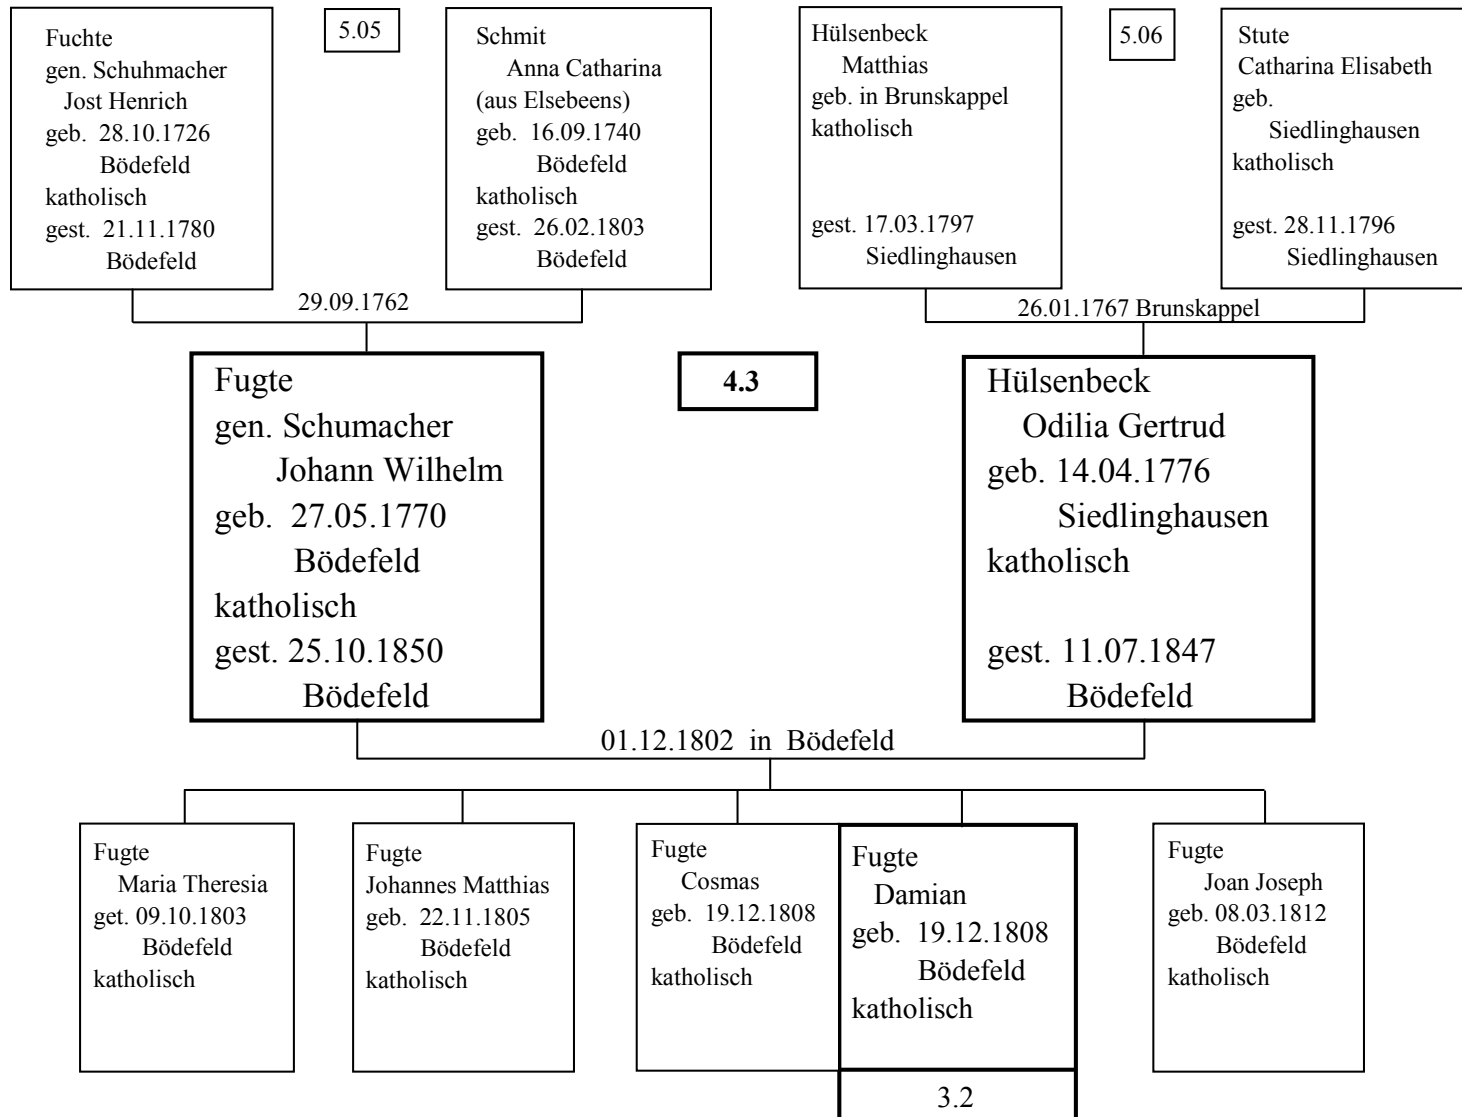 Fuchte
gen. Schuhmacher
Jost Henrich
geb. 28.10.1726
Bödefeld
katholisch
gest. 21.11.1780
Bödefeld
5.05
Schmit
Anna Catharina
(aus Elsebeens)
geb. 16.09.1740
Bödefeld
katholisch
gest. 26.02.1803
Bödefeld
Hülsenbeck
Matthias
geb. in Brunskappel
katholisch
gest. 17.03.1797
Siedlinghausen
5.06
Stute
Catharina Elisabeth
geb.
Siedlinghausen
katholisch
gest. 28.11.1796
Siedlinghausen
29.09.1762
26.01.1767 Brunskappel
Fugte
gen. Schumacher
Johann Wilhelm
geb. 27.05.1770
Bödefeld
katholisch
gest. 25.10.1850
Bödefeld
4.3
Hülsenbeck
Odilia Gertrud
geb. 14.04.1776
Siedlinghausen
katholisch
gest. 11.07.1847
Bödefeld
01.12.1802 in Bödefeld
Fugte
Maria Theresia
get. 09.10.1803
Bödefeld
katholisch
Fugte
Johannes Matthias
geb. 22.11.1805
Bödefeld
katholisch
Fugte
Cosmas
geb. 19.12.1808
Bödefeld
katholisch
Fugte
Damian
geb. 19.12.1808
Bödefeld
katholisch
3.2
Fugte
Joan Joseph
geb. 08.03.1812
Bödefeld
katholisch